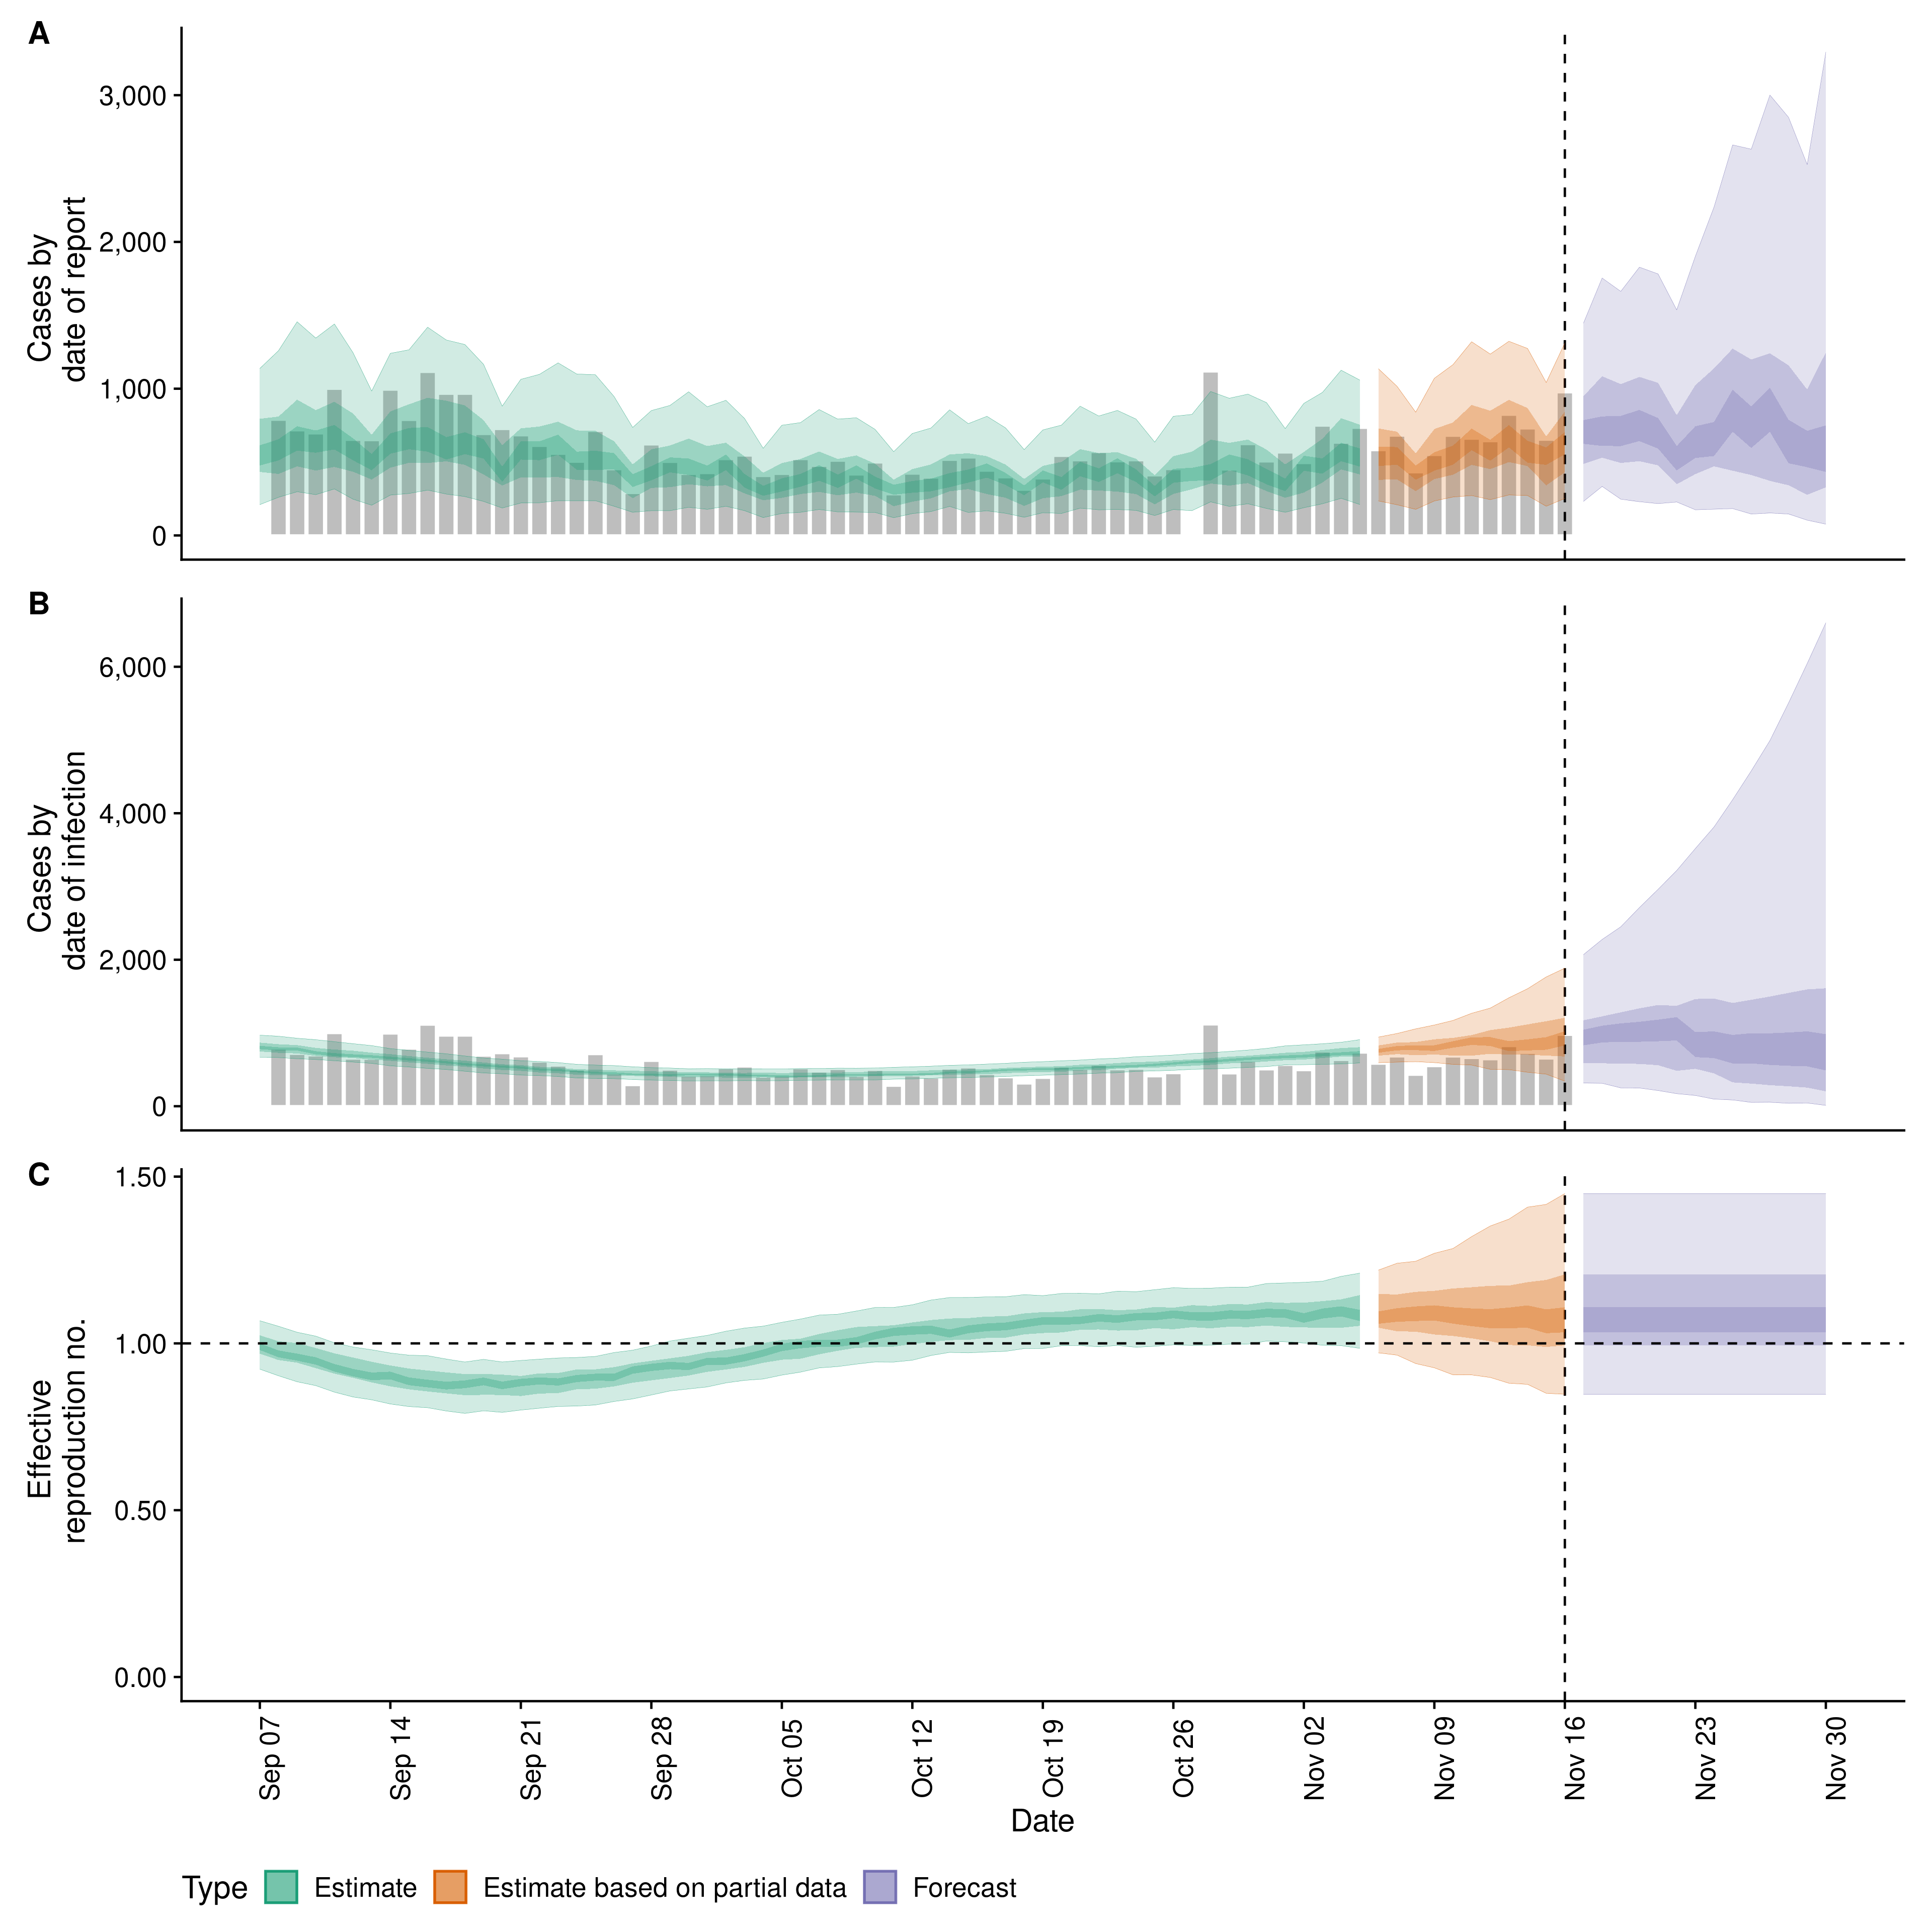 A
Cases by
date of report
3,000
2,000
1,000
0
B
Cases by
date of infection
6,000
4,000
2,000
0
C
Effective
reproduction no.
1.50
1.00
0.50
0.00
Sep 07
Sep 14
Sep 21
Sep 28
Oct 05
Oct 12
Oct 19
Oct 26
Nov 02
Nov 09
Nov 16
Nov 23
Nov 30
Date
Type Estimate Estimate based on partial data Forecast